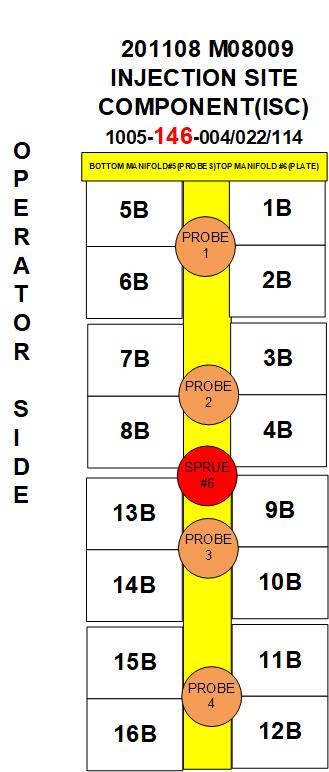 201108 M08009
INJECTION SITE
COMPONENT(ISC)
1005-146-004/022/114
OPERATOR SIDE
BOTTOM MANIFOLD#5(PROBES)TOP MANIFOLD #6(PLATE)
5B
1B
PROBE
1
6B
2B
7B
3B
PROBE
2
8B
4B
SPRUE
#6
13B
9B
PROBE
3
14B
10B
15B
11B
PROBE
4
16B
12B